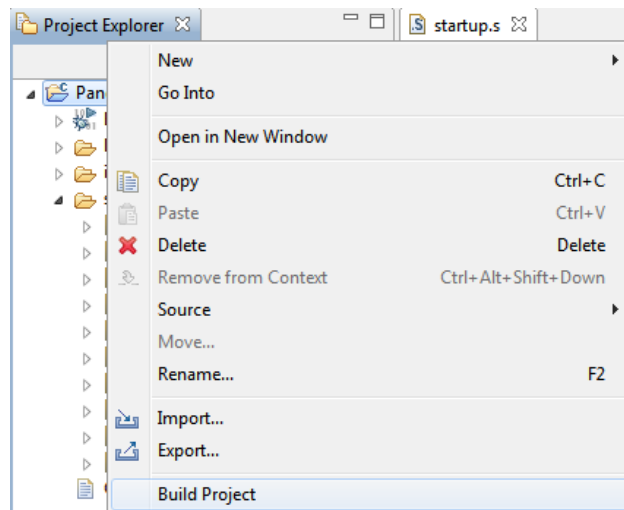 Project Explorer
startup.s
New
Pan
Go Into
Open in New Window
Copy Ctrl+C
Paste Ctrl+V
Delete Delete
Remove from Context Ctrl+Alt+Shift+Down
Source
Move...
Rename... F2
Import...
Export...
Build Project